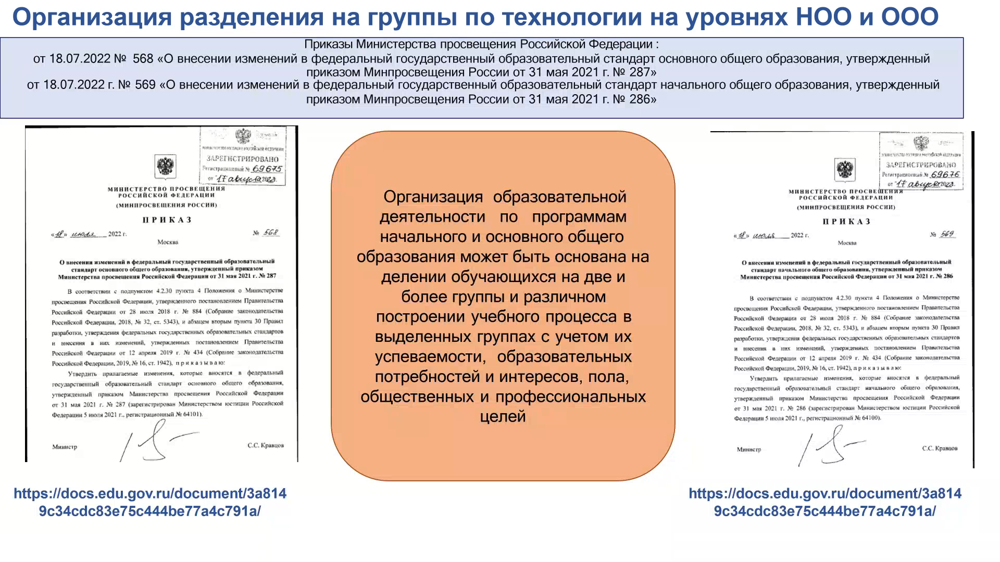 Организация разделения на группы по технологии на уровнях НОО и ООО
Приказы Министерства просвещения Российской Федерации :
от 18.07.2022 № 568 «О внесении изменений в федеральный государственный образовательный стандарт основного общего образования, утвержденный
приказом Минпросвещения России от 31 мая 2021 г. № 287»
от 18.07.2022 г. № 569 «О внесении изменений в федеральный государственный образовательный стандарт начального общего образования, утвержденный
приказом Минпросвещения России от 31 мая 2021 г. № 286»
МИНИСТЕРСТВО ЮСТИЦИИ РОССИЙСКОЙ ФЕДЕРАЦИИ
ЗАРЕГИСТРИРОВАНО
Регистрационный № 69675
от "17 августа 2022.
МИНИСТЕРСТВО ПРОСВЕЩЕНИЯ
РОССИЙСКОЙ ФЕДЕРАЦИИ
(МИНПРОСВЕЩЕНИЯ РОССИИ)
ПРИКАЗ
«18» июля 2022 г.
№ 568
Москва
О внесении изменений в федеральный государственный образовательный
стандарт основного общего образования, утвержденный приказом
Министерства просвещения Российской Федерации от 31 мая 2021 г. № 287
В соответствии с подпунктом 4.2.30 пункта 4 Положения о Министерстве
просвещения Российской Федерации, утвержденного постановлением Правительства
Российской Федерации от 28 июля 2018 г. № 884 (Собрание законодательства
Российской Федерации, 2018, № 32, ст. 5343), и абзацем вторым пункта 30 Правил
разработки, утверждения федеральных государственных образовательных стандартов
и внесения в них изменений, утвержденных постановлением Правительства
Российской Федерации от 12 апреля 2019 г. № 434 (Собрание законодательства
Российской Федерации, 2019, № 16, ст. 1942), п р и к а з ы в а ю:
Утвердить прилагаемые изменения, которые вносятся в федеральный
государственный образовательный стандарт основного общего образования,
утвержденный приказом Министерства просвещения Российской Федерации
от 31 мая 2021 г. № 287 (зарегистрирован Министерством юстиции Российской
Федерации 5 июля 2021 г., регистрационный № 64101).
Министр
С.С. Кравцов
https://docs.edu.gov.ru/document/3a814
9c34cdc83e75c444be77a4c791a/
Организация образовательной
деятельности по программам
начального и основного общего
образования может быть основана на
делении обучающихся на две и
более группы и различном
построении учебного процесса в
выделенных группах с учетом их
успеваемости, образовательных
потребностей и интересов, пола,
общественных и профессиональных
целей
МИНИСТЕРСТВО ЮСТИЦИИ РОССИЙСКОЙ ФЕДЕРАЦИИ
ЗАРЕГИСТРИРОВАНО
Регистрационный № 69676
от "17 августа 2022.
МИНИСТЕРСТВО ПРОСВЕЩЕНИЯ
РОССИЙСКОЙ ФЕДЕРАЦИИ
(МИНПРОСВЕЩЕНИЯ РОССИИ)
ПРИКАЗ
«18» июля 2022 г.
№ 569
Москва
О внесении изменений в федеральный государственный образовательный
стандарт начального общего образования, утвержденный приказом
Министерства просвещения Российской Федерации от 31 мая 2021 г. № 286
В соответствии с подпунктом 4.2.30 пункта 4 Положения о Министерстве
просвещения Российской Федерации, утвержденного постановлением Правительства
Российской Федерации от 28 июля 2018 г. № 884 (Собрание законодательства
Российской Федерации, 2018, № 32, ст. 5343), и абзацем вторым пункта 30 Правил
разработки, утверждения федеральных государственных образовательных стандартов
и внесения в них изменений, утвержденных постановлением Правительства
Российской Федерации от 12 апреля 2019 г. № 434 (Собрание законодательства
Российской Федерации, 2019, № 16, ст. 1942), п р и к а з ы в а ю:
Утвердить прилагаемые изменения, которые вносятся в федеральный
государственный образовательный стандарт начального общего образования,
утвержденный приказом Министерства просвещения Российской Федерации
от 31 мая 2021 г. № 286 (зарегистрирован Министерством юстиции Российской
Федерации 5 июля 2021 г., регистрационный № 64100).
Министр
С.С. Кравцов
https://docs.edu.gov.ru/document/3a814
9c34cdc83e75c444be77a4c791a/